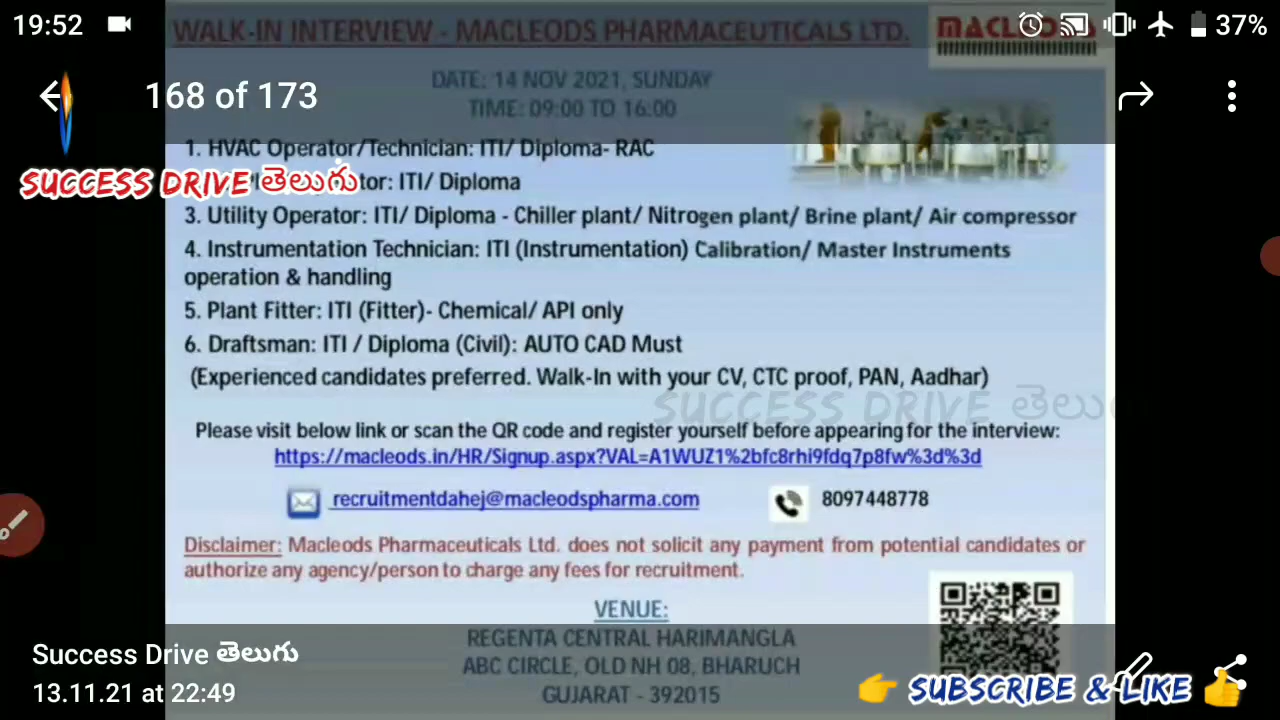 19:52
37%
WALK-IN INTERVIEW - MACLEODS PHARMACEUTICALS LTD.
MACLEODS
168 of 173
DATE: 14 NOV 2021, SUNDAY
TIME: 09:00 TO 16:00
1. HVAC Operator/Technician: ITI/ Diploma- RAC
SUCCESS DRIVE తెలుగు
tor: ITI/ Diploma
3. Utility Operator: ITI/ Diploma - Chiller plant/ Nitrogen plant/ Brine plant/ Air compressor
4. Instrumentation Technician: ITI (Instrumentation) Calibration/ Master Instruments
operation & handling
5. Plant Fitter: ITI (Fitter)- Chemical/ API only
6. Draftsman: ITI / Diploma (Civil): AUTO CAD Must
(Experienced candidates preferred. Walk-In with your CV, CTC proof, PAN, Aadhar)
SUCCESS DRIVE తెలుగు
Please visit below link or scan the QR code and register yourself before appearing for the interview:
https://macleods.in/HR/Signup.aspx?VAL=A1WUZ1%2bfc8rhi9fdq7p8fw%3d%3d
recruitmentdahej@macleodspharma.com
8097448778
Disclaimer: Macleods Pharmaceuticals Ltd. does not solicit any payment from potential candidates or
authorize any agency/person to charge any fees for recruitment.
VENUE:
REGENTA CENTRAL HARIMANGLA
ABC CIRCLE, OLD NH 08, BHARUCH
GUJARAT - 392015
Success Drive తెలుగు
13.11.21 at 22:49
SUBSCRIBE & LIKE